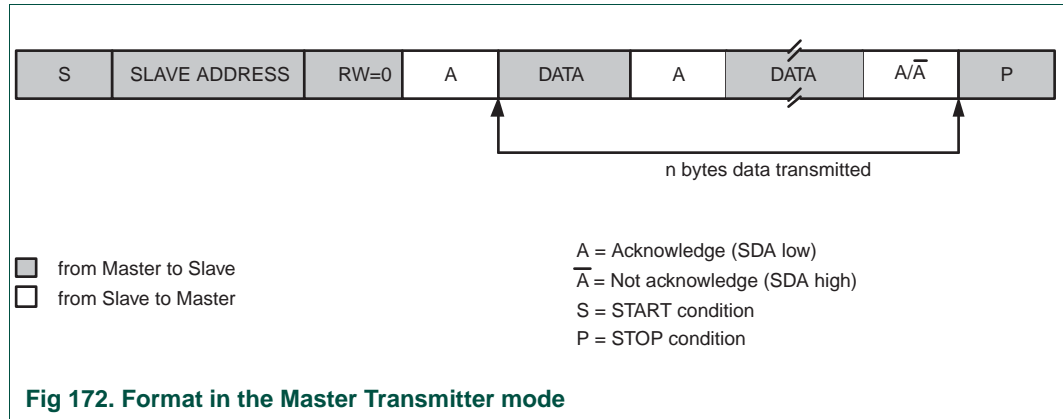 S SLAVE ADDRESS RW=0 A DATA A DATA A/A̅ P
n bytes data transmitted
from Master to Slave
from Slave to Master
A = Acknowledge (SDA low)
A̅ = Not acknowledge (SDA high)
S = START condition
P = STOP condition
Fig 172. Format in the Master Transmitter mode